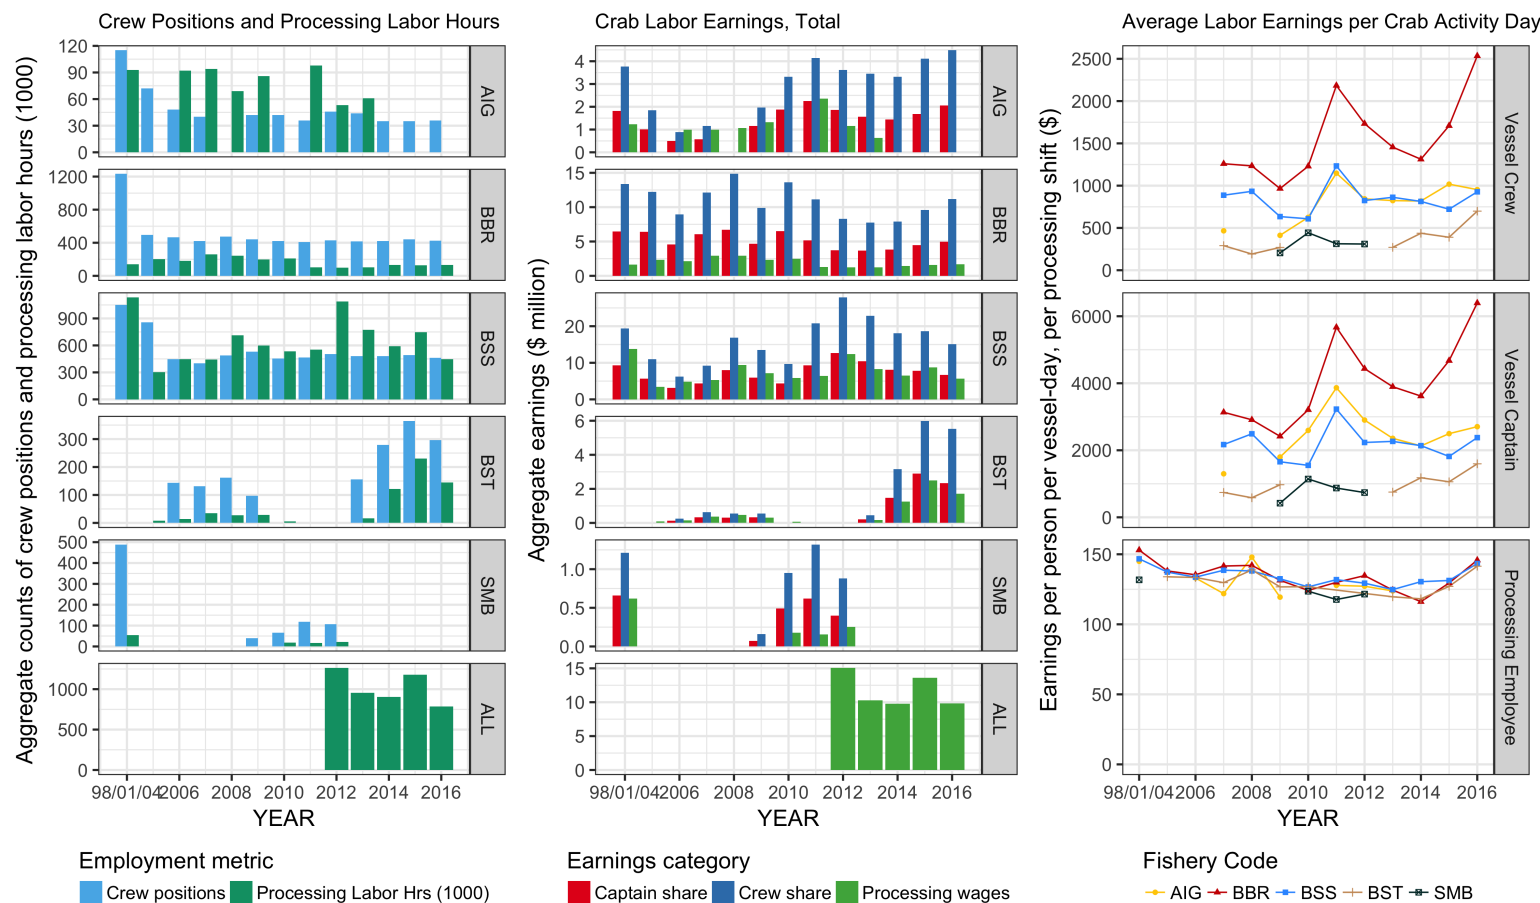 Crew Positions and Processing Labor Hours
Crab Labor Earnings, Total
Average Labor Earnings per Crab Activity Day
Aggregate counts of crew positions and processing labor hours (1000)
120
90
60
30
0
AIG
1200
800
400
0
BBR
900
600
300
0
BSS
300
200
100
0
BST
500
400
300
200
100
0
SMB
1000
500
0
ALL
98/01/04
2006
2008
2010
2012
2014
2016
YEAR
Aggregate earnings ($ million)
4
3
2
1
0
AIG
15
10
5
0
BBR
20
10
0
BSS
6
4
2
0
BST
1.0
0.5
0.0
SMB
15
10
5
0
ALL
98/01/04
2006
2008
2010
2012
2014
2016
YEAR
Earnings per person per vessel-day, per processing shift ($)
2500
2000
1500
1000
500
0
Vessel Crew
6000
4000
2000
0
Vessel Captain
150
100
50
0
Processing Employee
98/01/04
2006
2008
2010
2012
2014
2016
YEAR
Employment metric
Crew positions
Processing Labor Hrs (1000)
Earnings category
Captain share
Crew share
Processing wages
Fishery Code
AIG
BBR
BSS
BST
SMB